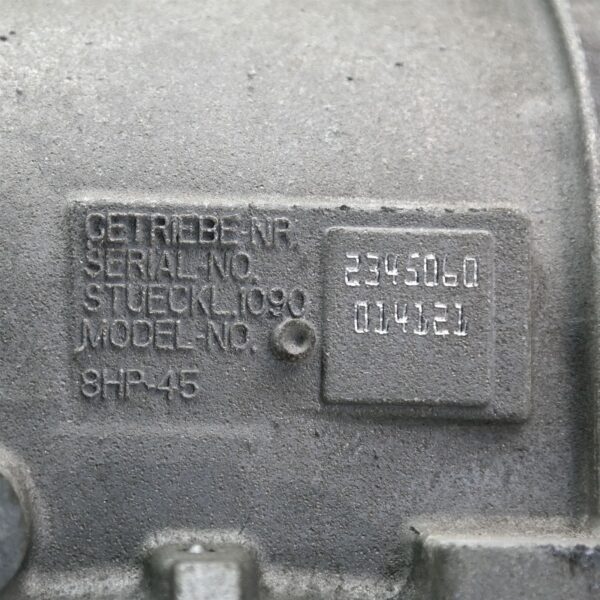 GETRIEBE-NR.
SERIAL-NO.
STUECKL.1090
MODEL-NO.
8HP-45
2345060
014121